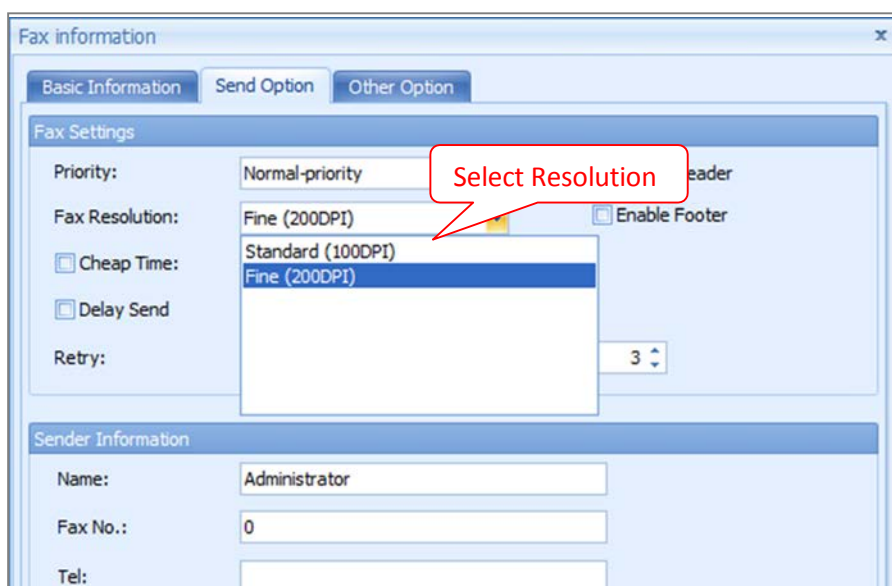 Fax information x
Basic Information Send Option Other Option
Fax Settings
Priority: Normal-priority
Select Resolution
Fax Resolution: Fine (200DPI) Enable Footer
Standard (100DPI)
Fine (200DPI)
Cheap Time:
Delay Send
Retry: 3
Sender Information
Name: Administrator
Fax No.: 0
Tel: